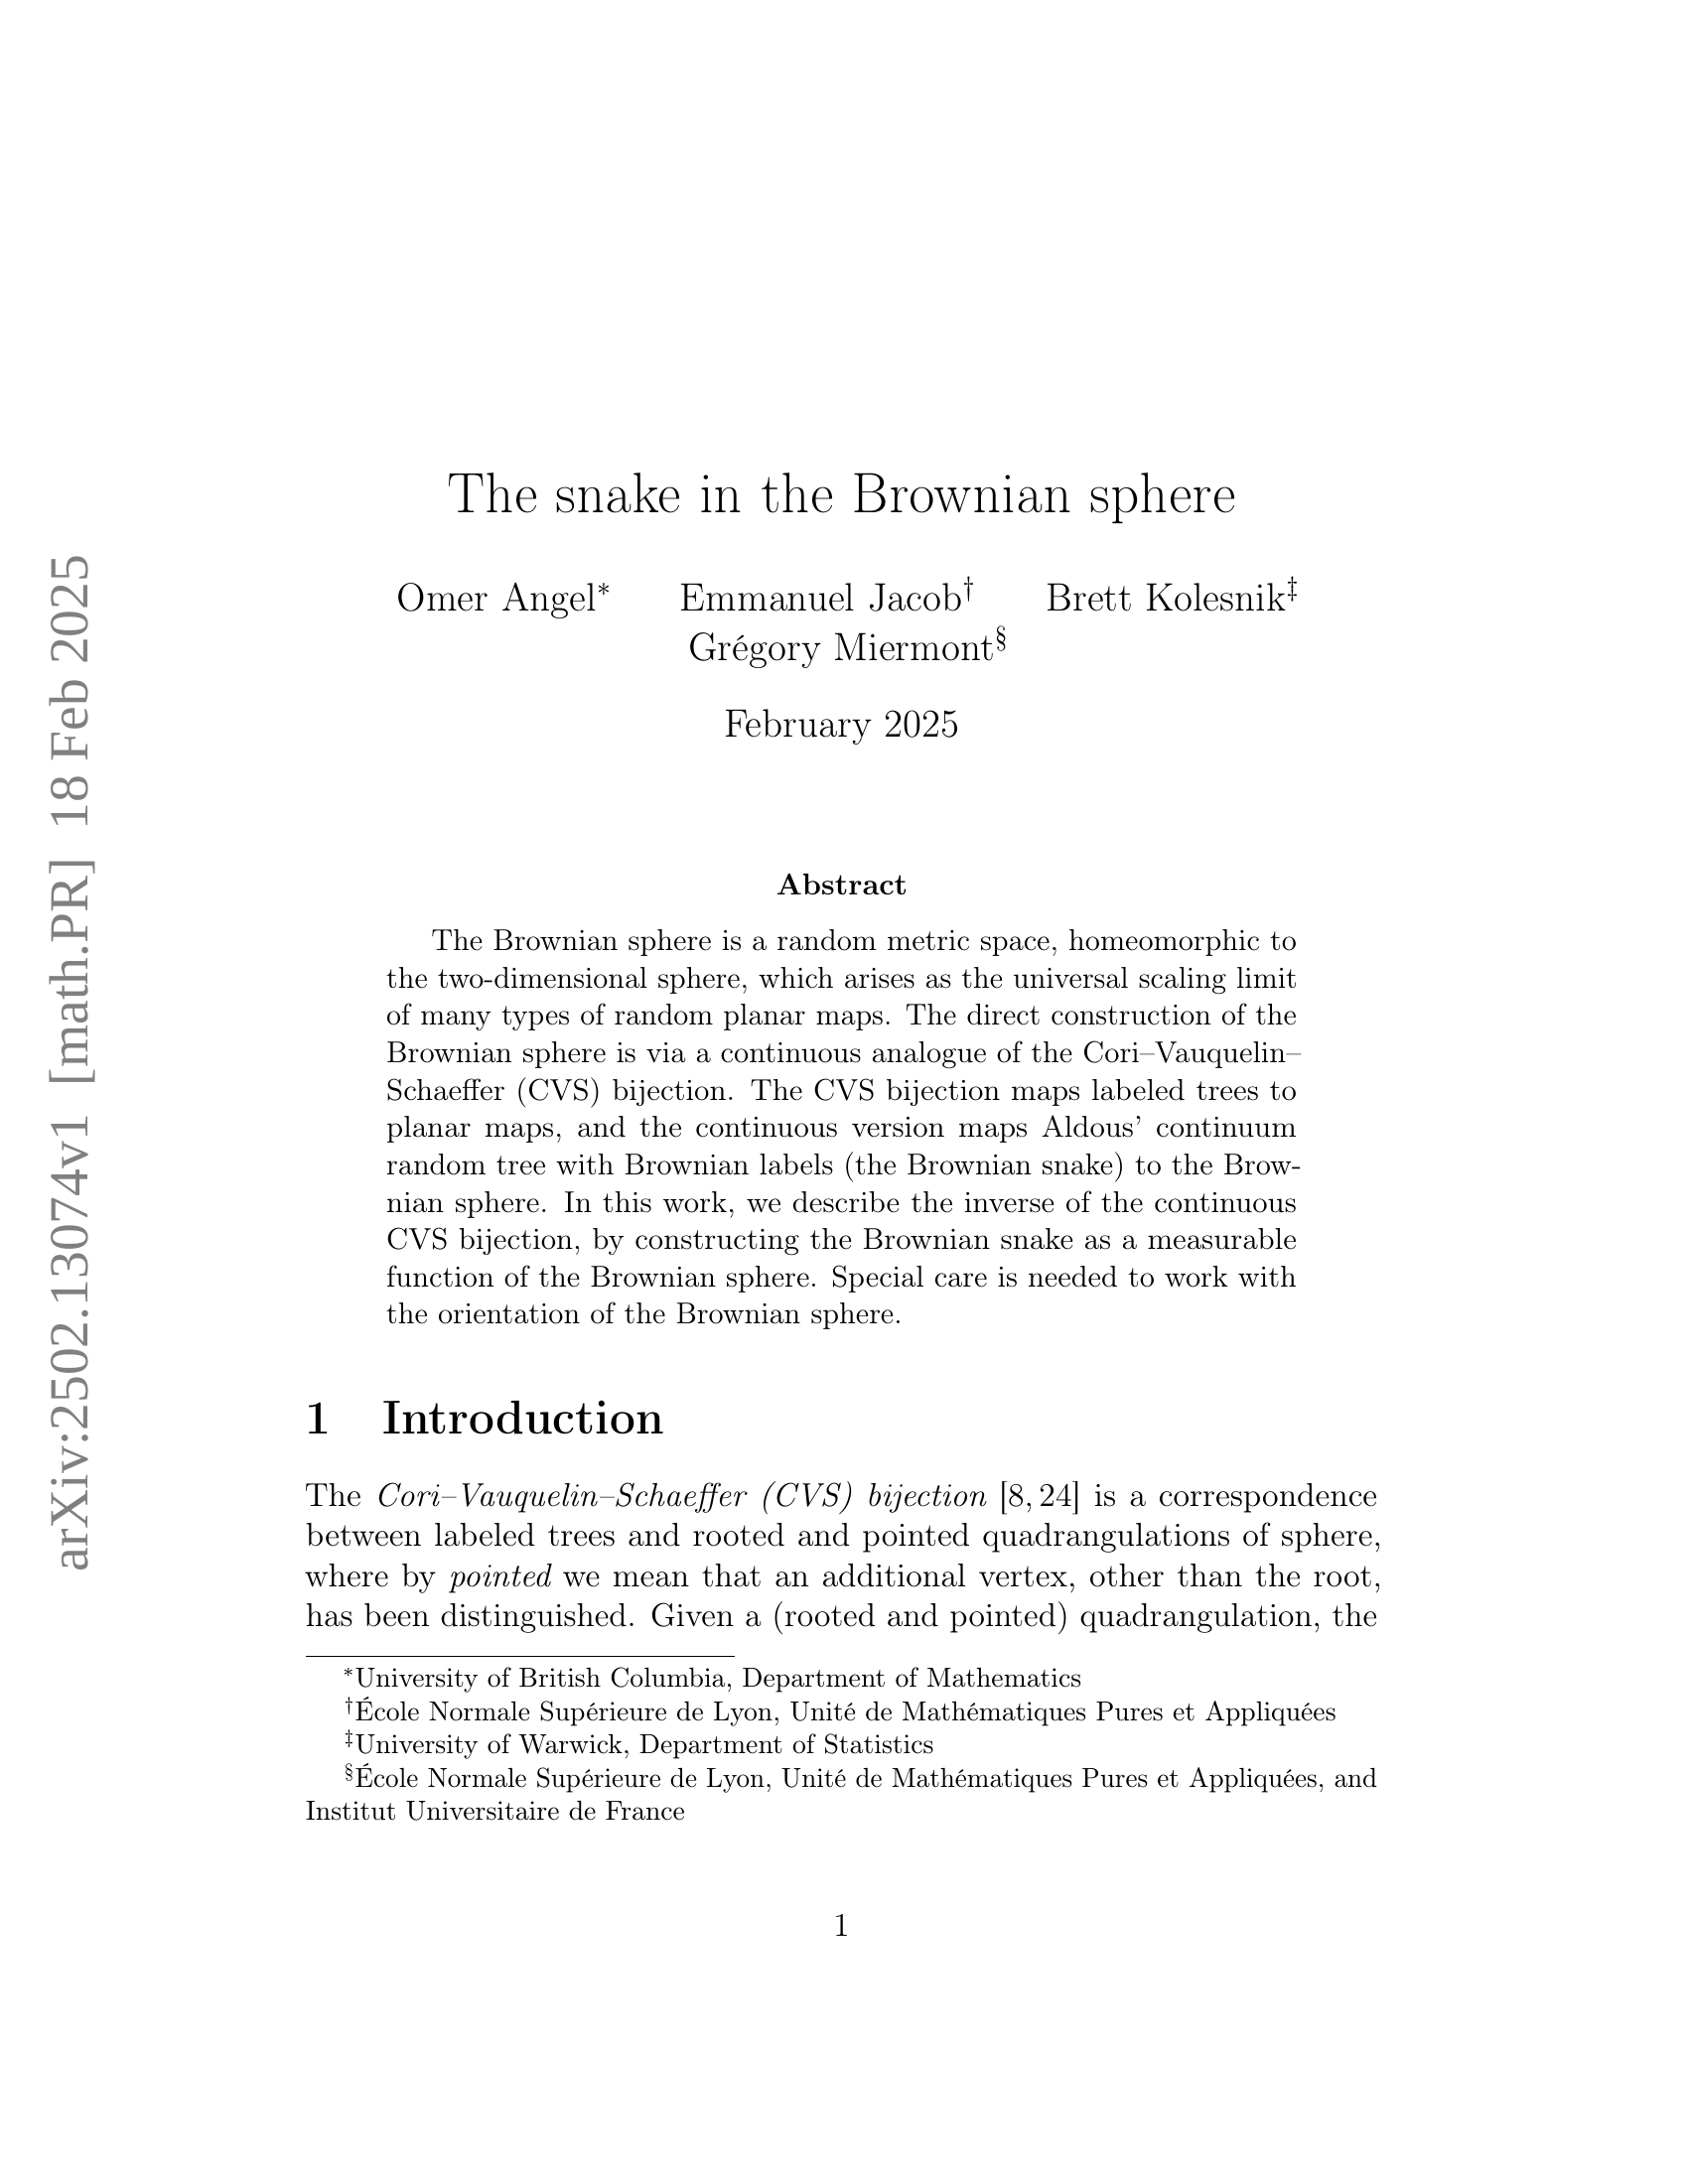 The snake in the Brownian sphere
Omer Angel* Emmanuel Jacob† Brett Kolesnik‡
Grégory Miermont§
February 2025
Abstract
The Brownian sphere is a random metric space, homeomorphic to
the two-dimensional sphere, which arises as the universal scaling limit
of many types of random planar maps. The direct construction of the
Brownian sphere is via a continuous analogue of the Cori–Vauquelin–
Schaeffer (CVS) bijection. The CVS bijection maps labeled trees to
planar maps, and the continuous version maps Aldous' continuum
random tree with Brownian labels (the Brownian snake) to the Brow-
nian sphere. In this work, we describe the inverse of the continuous
CVS bijection, by constructing the Brownian snake as a measurable
function of the Brownian sphere. Special care is needed to work with
the orientation of the Brownian sphere.
1 Introduction
The Cori–Vauquelin–Schaeffer (CVS) bijection [8, 24] is a correspondence
between labeled trees and rooted and pointed quadrangulations of sphere,
where by pointed we mean that an additional vertex, other than the root,
has been distinguished. Given a (rooted and pointed) quadrangulation, the
*University of British Columbia, Department of Mathematics
†École Normale Supérieure de Lyon, Unité de Mathématiques Pures et Appliquées
‡University of Warwick, Department of Statistics
§École Normale Supérieure de Lyon, Unité de Mathématiques Pures et Appliquées, and
Institut Universitaire de France
1
arXiv:2502.13074v1 [math.PR] 18 Feb 2025